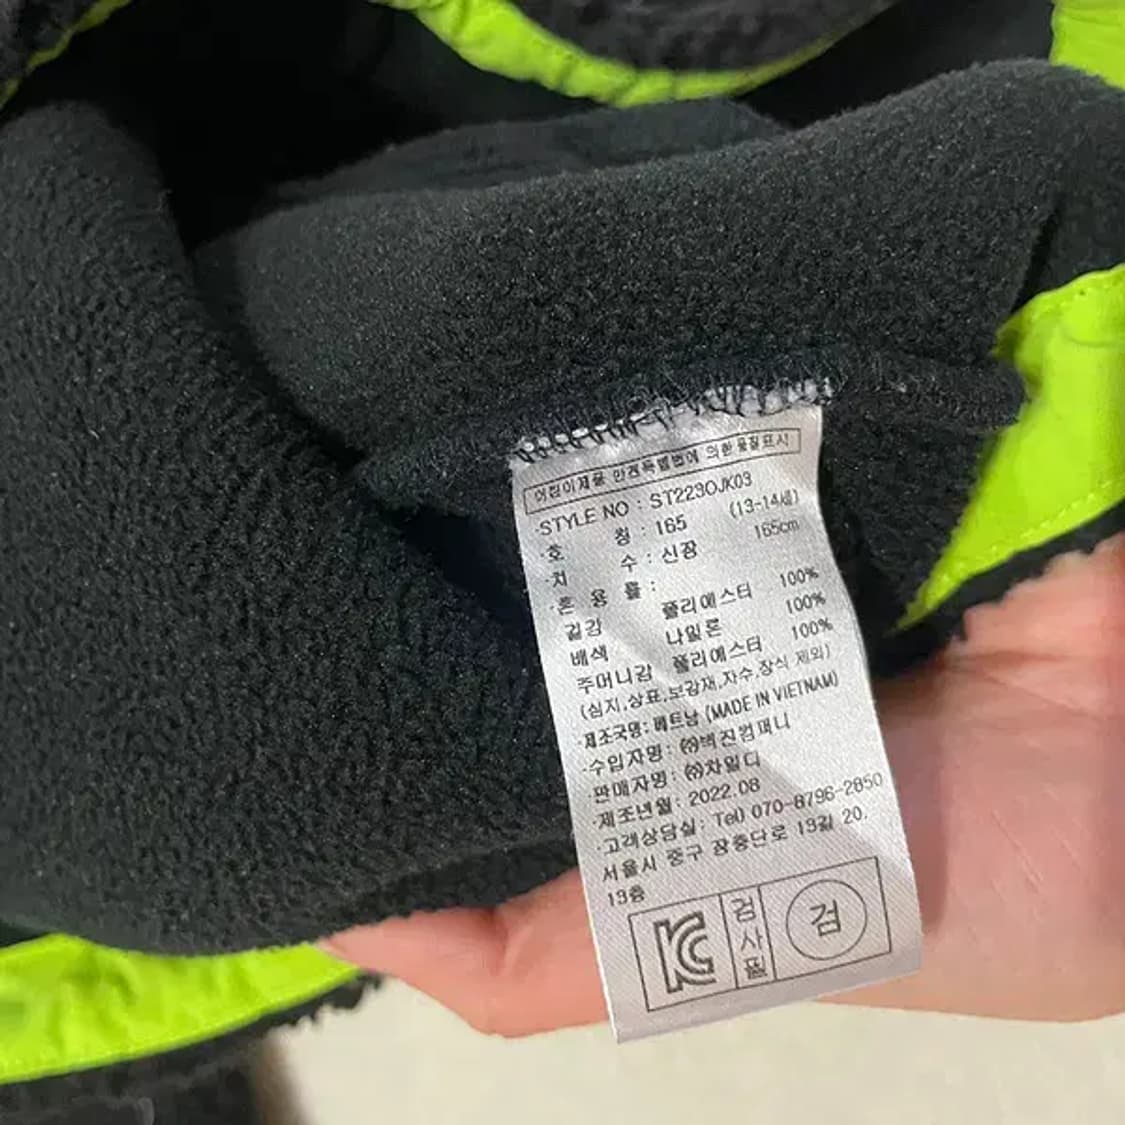 어린이제품 안전특별법에 의한 품질표시
·STYLE NO : ST223OJK03
·호 칭 : 165 (13-14세)
·치 수 : 신장 165cm
·혼 용 률 :
겉감 폴리에스터 100%
배색 나일론 100%
주머니감 폴리에스터 100%
(심지,상표,보강재,자수,장식 제외)
·제조국명: 베트남 (MADE IN VIETNAM)
·수입자명: ㈜백진컴퍼니
·판매자명: ㈜차일디
·제조년월: 2022.08
·고객상담실: Tel) 070-8796-2850
서울시 중구 장충단로 13길 20.
13층
KC
검사필
검